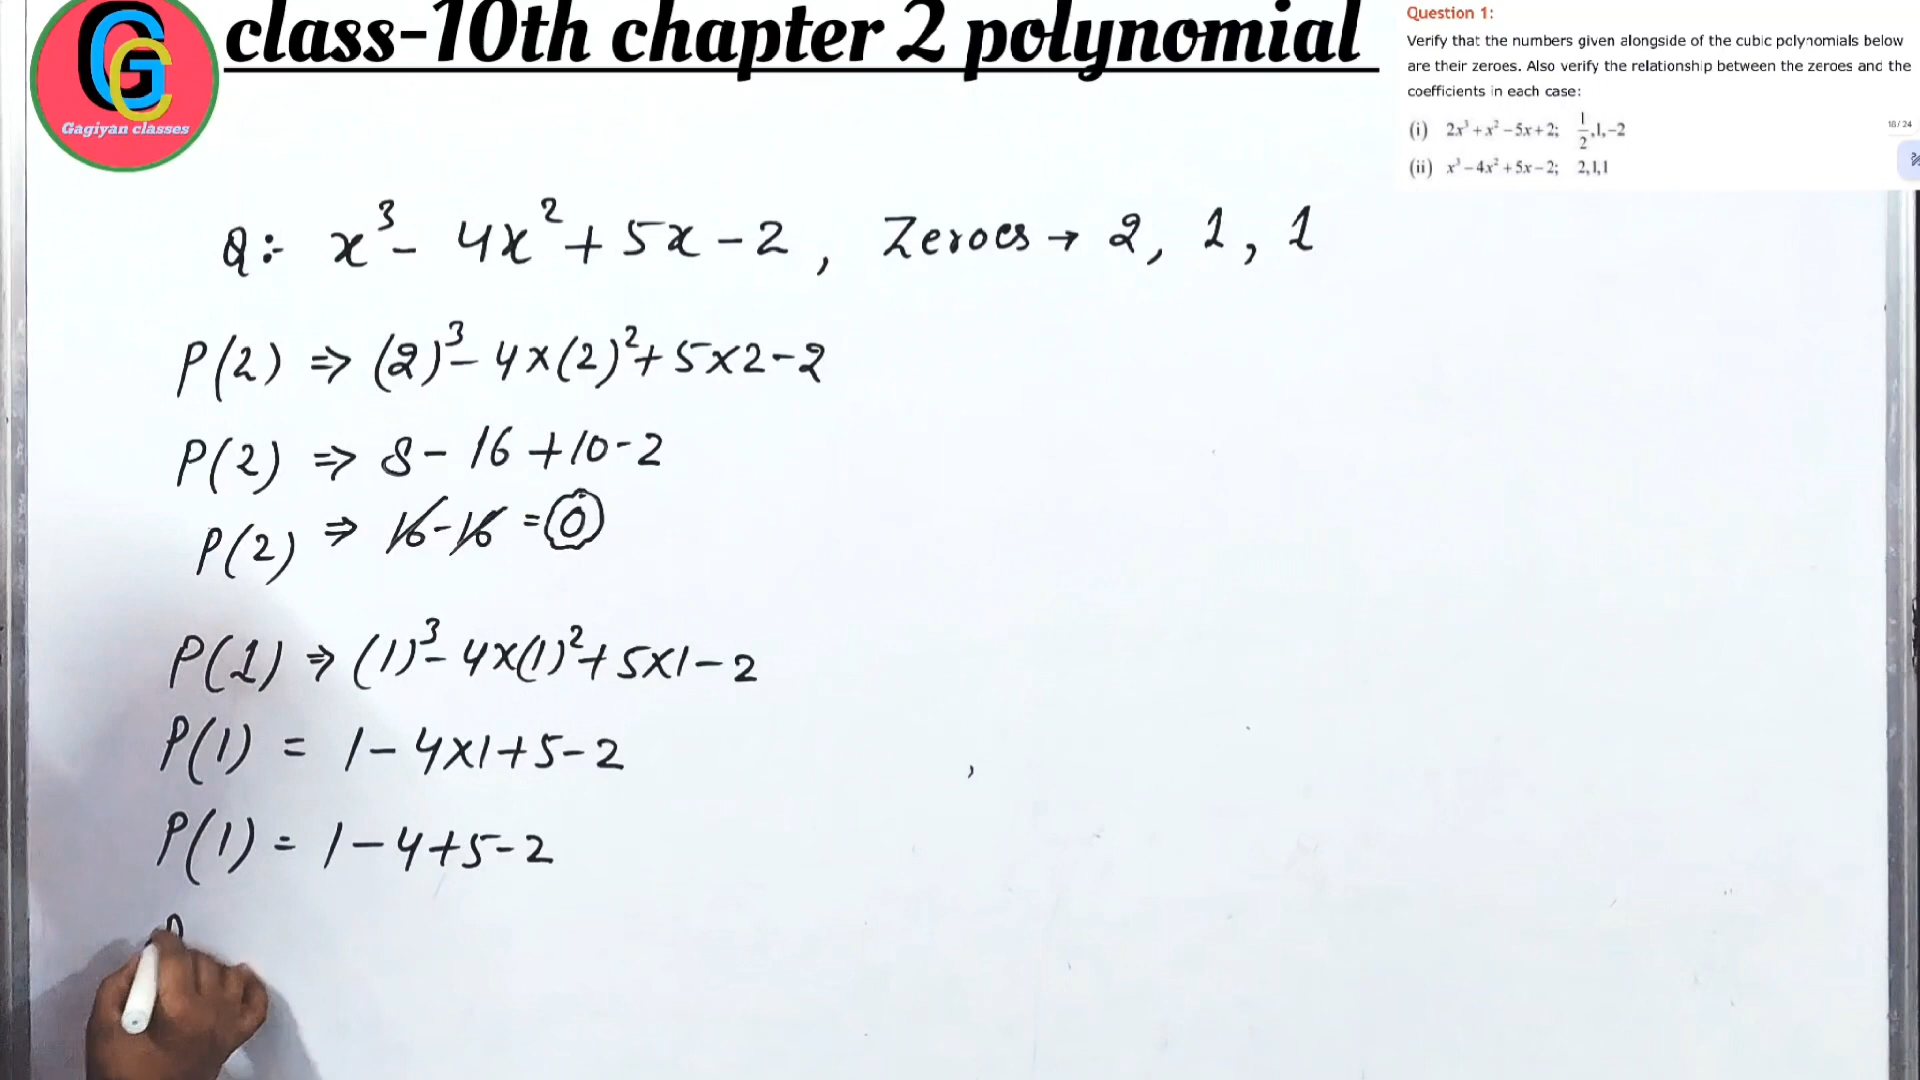 GC
Gagiyan classes
class-10th chapter 2 polynomial
Question 1:
Verify that the numbers given alongside of the cubic polynomials below
are their zeroes. Also verify the relationship between the zeroes and the
coefficients in each case:
(i) 2x³ + x² – 5x + 2; 1/2, 1, –2
(ii) x³ – 4x² + 5x – 2; 2, 1, 1
18/24
Q:- x³ - 4x² + 5x - 2, Zeroes → 2, 1, 1
P(2) ⇒ (2)³ - 4×(2)² + 5×2 - 2
P(2) ⇒ 8 - 16 + 10 - 2
P(2) ⇒ 16 - 16 = 0
P(1) ⇒ (1)³ - 4×(1)² + 5×1 - 2
P(1) = 1 - 4×1 + 5 - 2
P(1) = 1 - 4 + 5 - 2